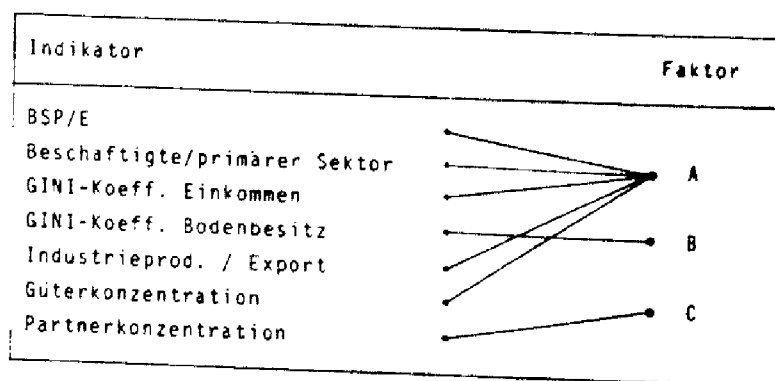 Indikator
Faktor
BSP/E
Beschaftigte/primärer Sektor
GINI-Koeff. Einkommen
GINI-Koeff. Bodenbesitz
Industrieprod. / Export
Güterkonzentration
Partnerkonzentration
A
B
C